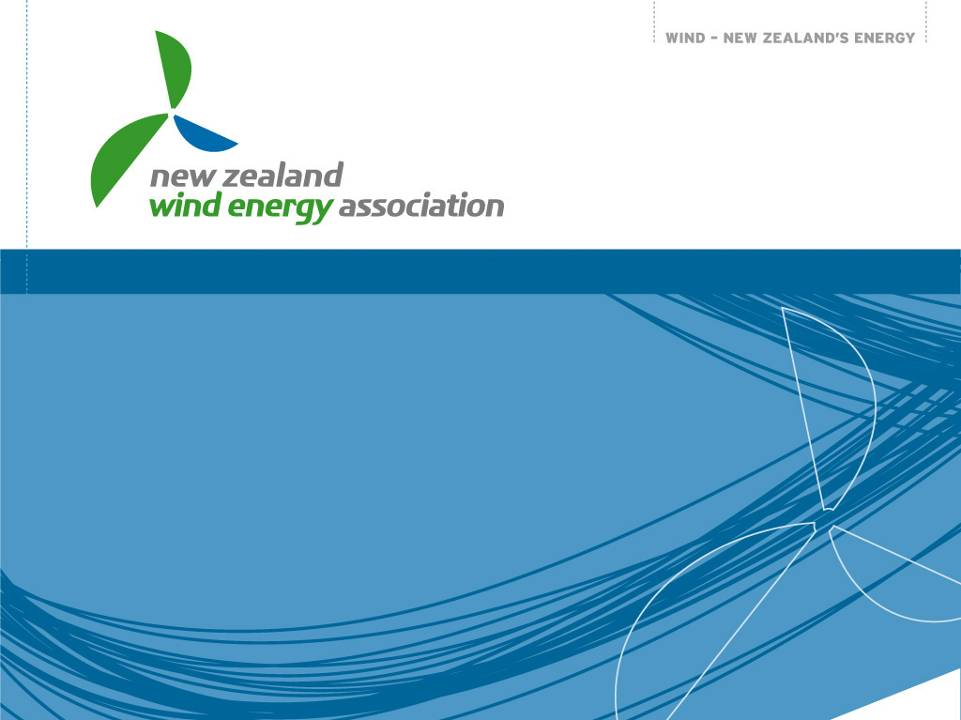 WIND – NEW ZEALAND'S ENERGY
new zealand
wind energy association